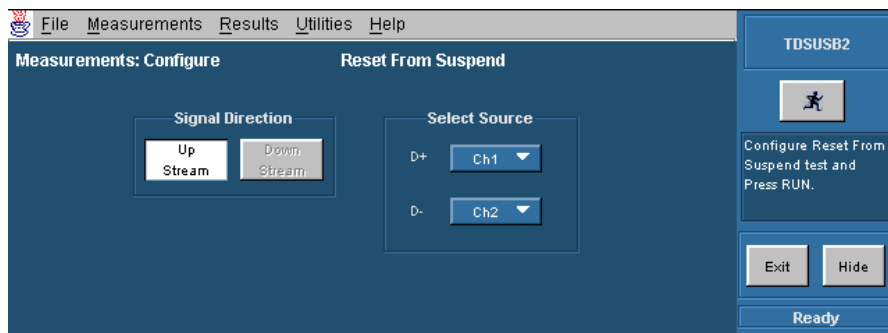 File Measurements Results Utilities Help
Measurements: Configure Reset From Suspend
Signal Direction
Up
Stream
Down
Stream
Select Source
D+ Ch1
D- Ch2
TDSUSB2
Configure Reset From
Suspend test and
Press RUN.
Exit Hide
Ready